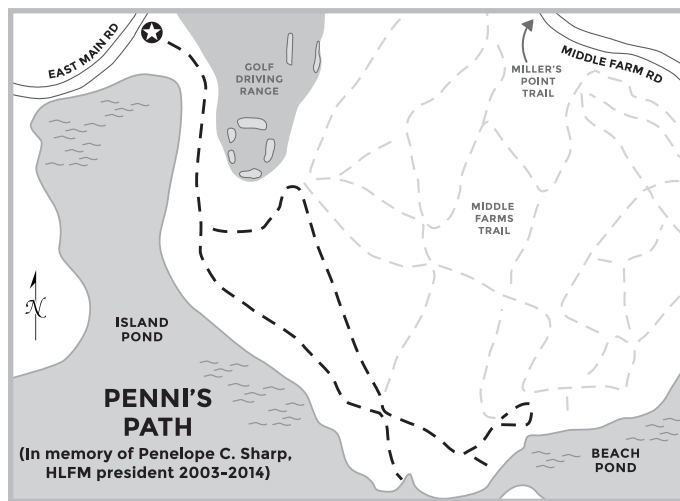 EAST MAIN RD
GOLF
DRIVING
RANGE
MILLER'S
POINT
TRAIL
MIDDLE FARM RD
MIDDLE
FARMS
TRAIL
N
ISLAND
POND
PENNI'S
PATH
(In memory of Penelope C. Sharp,
HLFM president 2003-2014)
BEACH
POND